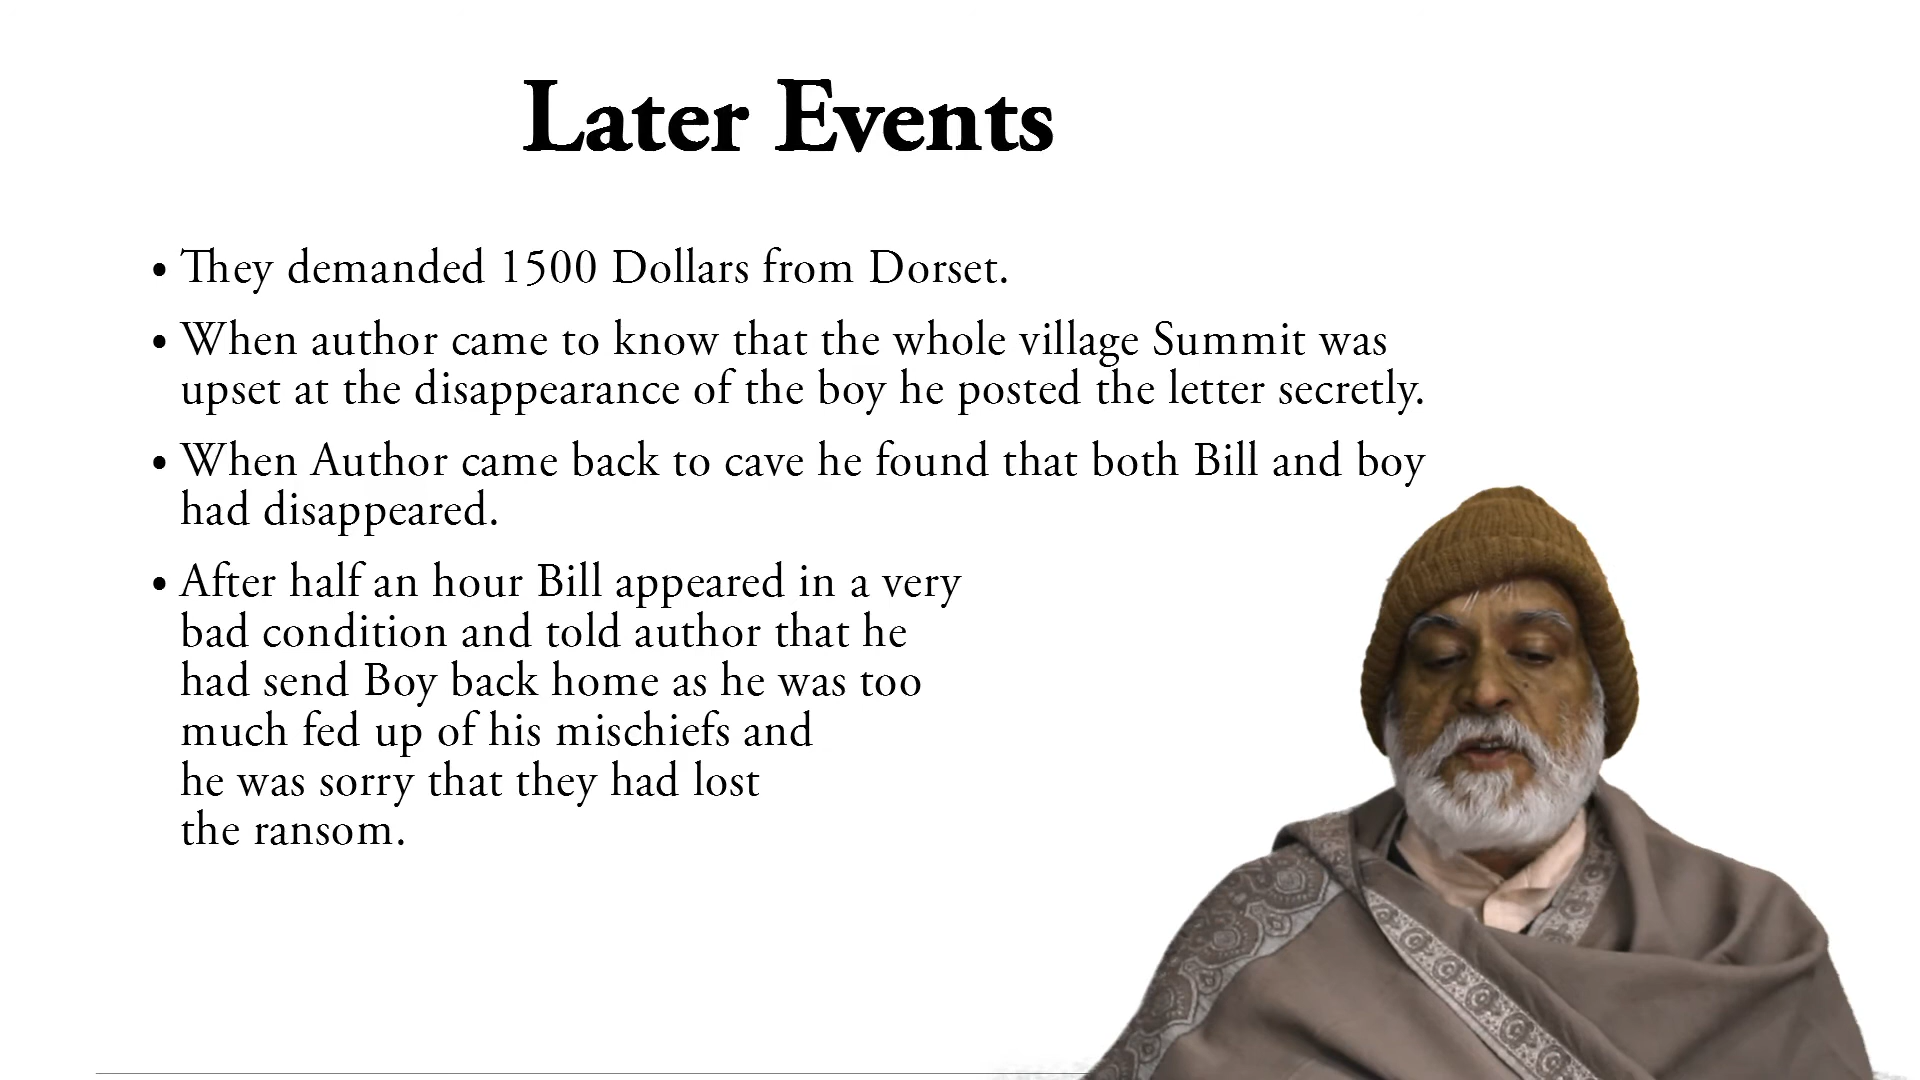 Later Events
• They demanded 1500 Dollars from Dorset.
• When author came to know that the whole village Summit was
upset at the disappearance of the boy he posted the letter secretly.
• When Author came back to cave he found that both Bill and boy
had disappeared.
• After half an hour Bill appeared in a very
bad condition and told author that he
had send Boy back home as he was too
much fed up of his mischiefs and
he was sorry that they had lost
the ransom.